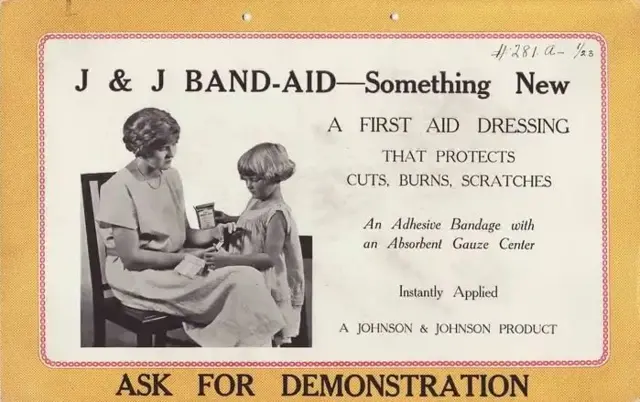 #281.A- 1/23
J & J BAND-AID—Something New
A FIRST AID DRESSING
THAT PROTECTS
CUTS, BURNS, SCRATCHES
An Adhesive Bandage with
an Absorbent Gauze Center
Instantly Applied
A JOHNSON & JOHNSON PRODUCT
ASK FOR DEMONSTRATION